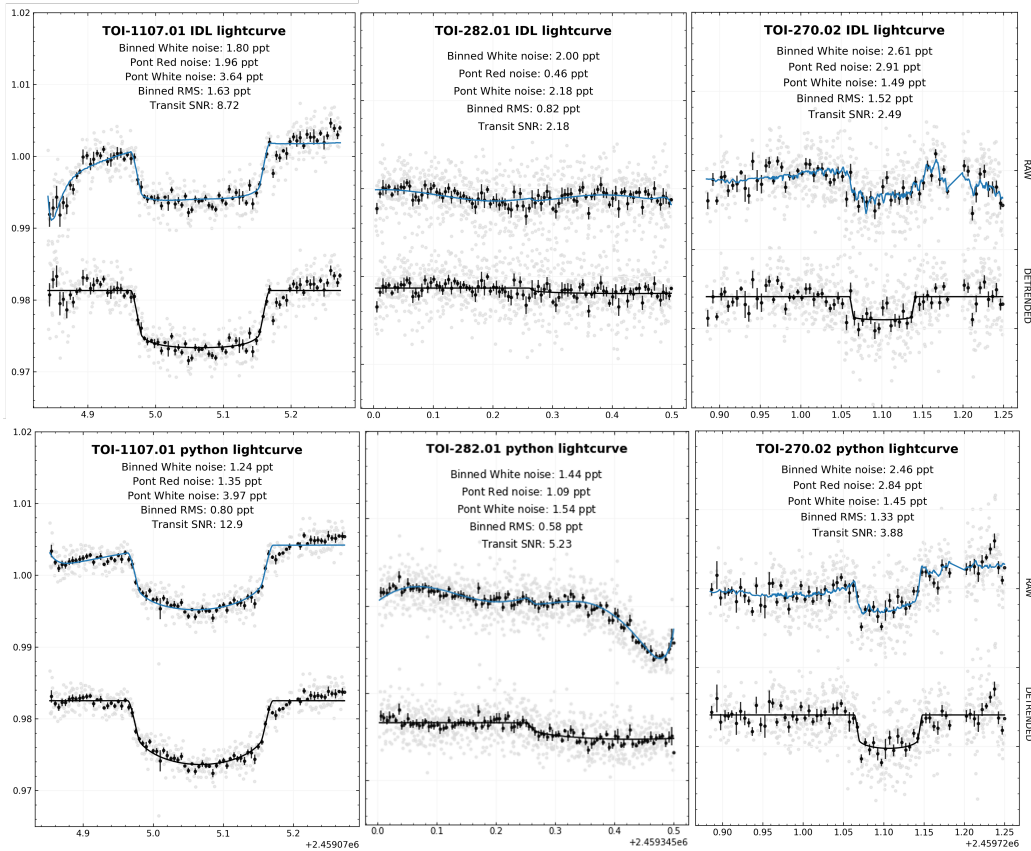 TOI-1107.01 IDL lightcurve
Binned White noise: 1.80 ppt
Pont Red noise: 1.96 ppt
Pont White noise: 3.64 ppt
Binned RMS: 1.63 ppt
Transit SNR: 8.72
1.02
1.01
1.00
0.99
0.98
0.97
4.9 5.0 5.1 5.2
TOI-282.01 IDL lightcurve
Binned White noise: 2.00 ppt
Pont Red noise: 0.46 ppt
Pont White noise: 2.18 ppt
Binned RMS: 0.82 ppt
Transit SNR: 2.18
0.0 0.1 0.2 0.3 0.4 0.5
TOI-270.02 IDL lightcurve
Binned White noise: 2.61 ppt
Pont Red noise: 2.91 ppt
Pont White noise: 1.49 ppt
Binned RMS: 1.52 ppt
Transit SNR: 2.49
RAW
DETRENDED
0.90 0.95 1.00 1.05 1.10 1.15 1.20 1.25
TOI-1107.01 python lightcurve
Binned White noise: 1.24 ppt
Pont Red noise: 1.35 ppt
Pont White noise: 3.97 ppt
Binned RMS: 0.80 ppt
Transit SNR: 12.9
1.02
1.01
1.00
0.99
0.98
0.97
4.9 5.0 5.1 5.2
+2.45907e6
TOI-282.01 python lightcurve
Binned White noise: 1.44 ppt
Pont Red noise: 1.09 ppt
Pont White noise: 1.54 ppt
Binned RMS: 0.58 ppt
Transit SNR: 5.23
0.0 0.1 0.2 0.3 0.4 0.5
+2.459345e6
TOI-270.02 python lightcurve
Binned White noise: 2.46 ppt
Pont Red noise: 2.84 ppt
Pont White noise: 1.45 ppt
Binned RMS: 1.33 ppt
Transit SNR: 3.88
RAW
DETRENDED
0.90 0.95 1.00 1.05 1.10 1.15 1.20 1.25
+2.45972e6